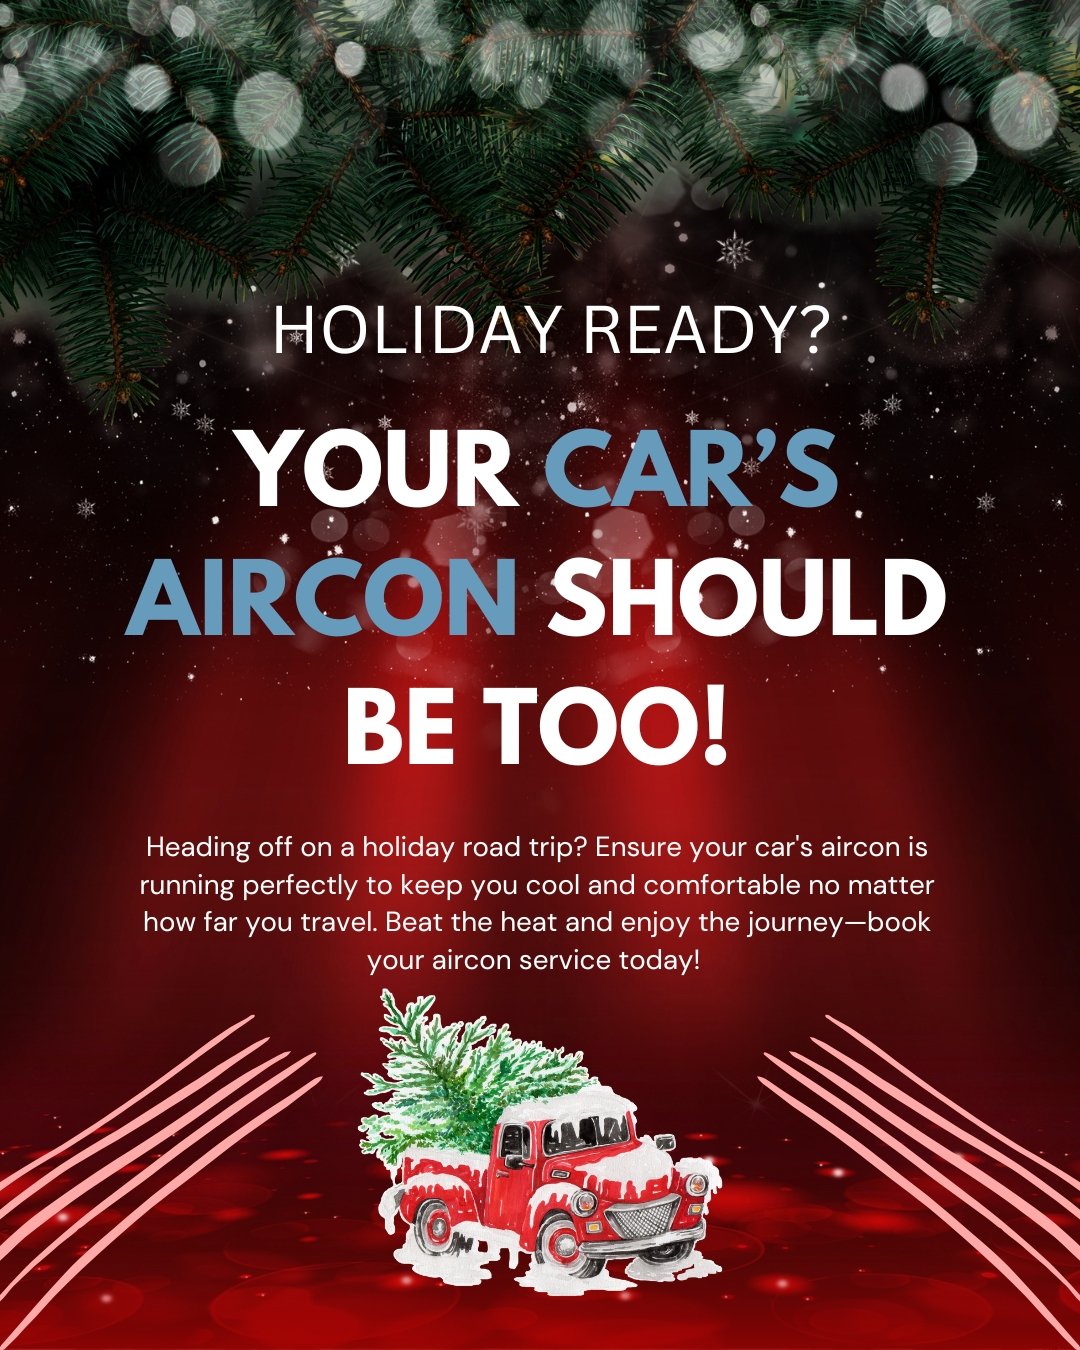 HOLIDAY READY?
YOUR CAR’S
AIRCON SHOULD
BE TOO!
Heading off on a holiday road trip? Ensure your car's aircon is
running perfectly to keep you cool and comfortable no matter
how far you travel. Beat the heat and enjoy the journey—book
your aircon service today!